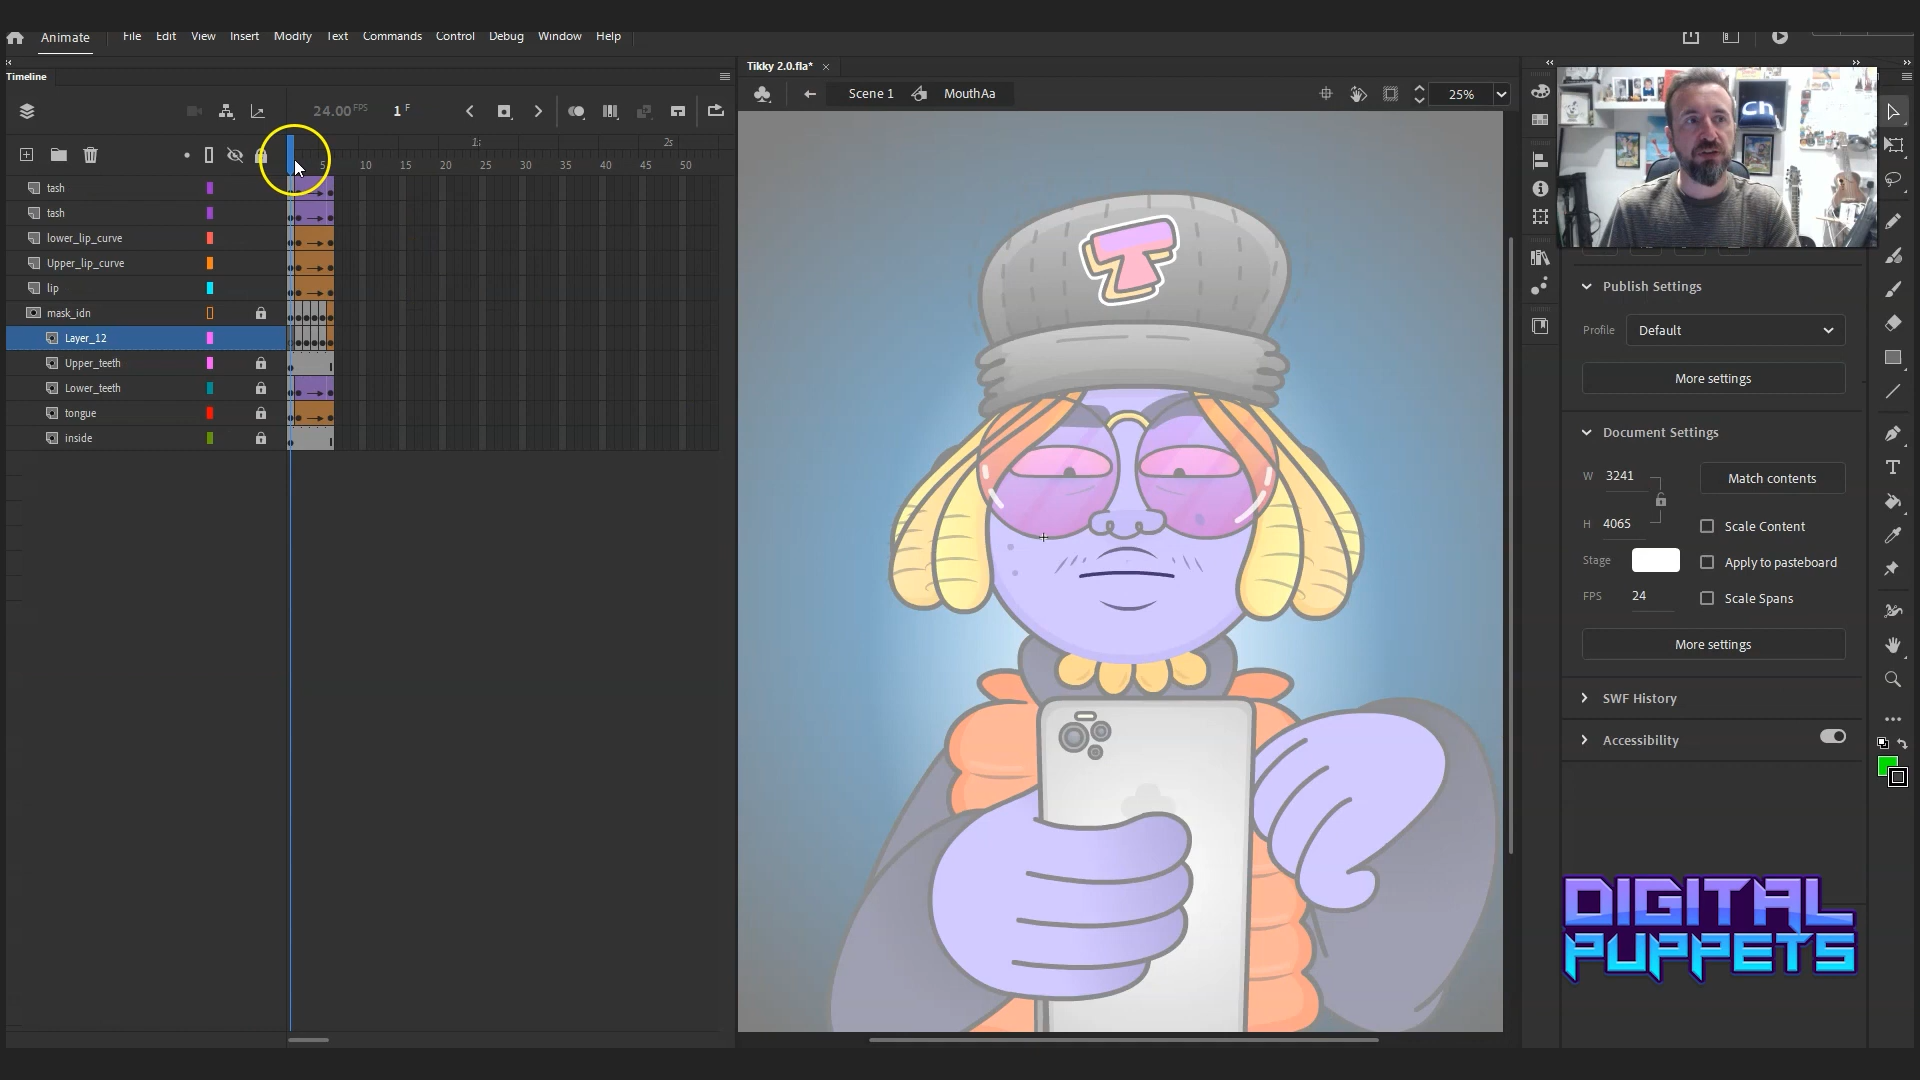 Animate File Edit View Insert Modify Text Commands Control Debug Window Help
Timeline
Tikky 2.0.fla* ×
24.00 FPS 1 F
Scene 1 MouthAa 25%
1s 2s
5 10 15 20 25 30 35 40 45 50
tash
tash
lower_lip_curve
Upper_lip_curve
lip
mask_idn
Layer_12
Upper_teeth
Lower_teeth
tongue
inside
T
Ch
Publish Settings
Profile Default
More settings
Document Settings
W 3241 Match contents
H 4065 Scale Content
Stage Apply to pasteboard
FPS 24 Scale Spans
More settings
SWF History
Accessibility
DIGITAL
PUPPETS